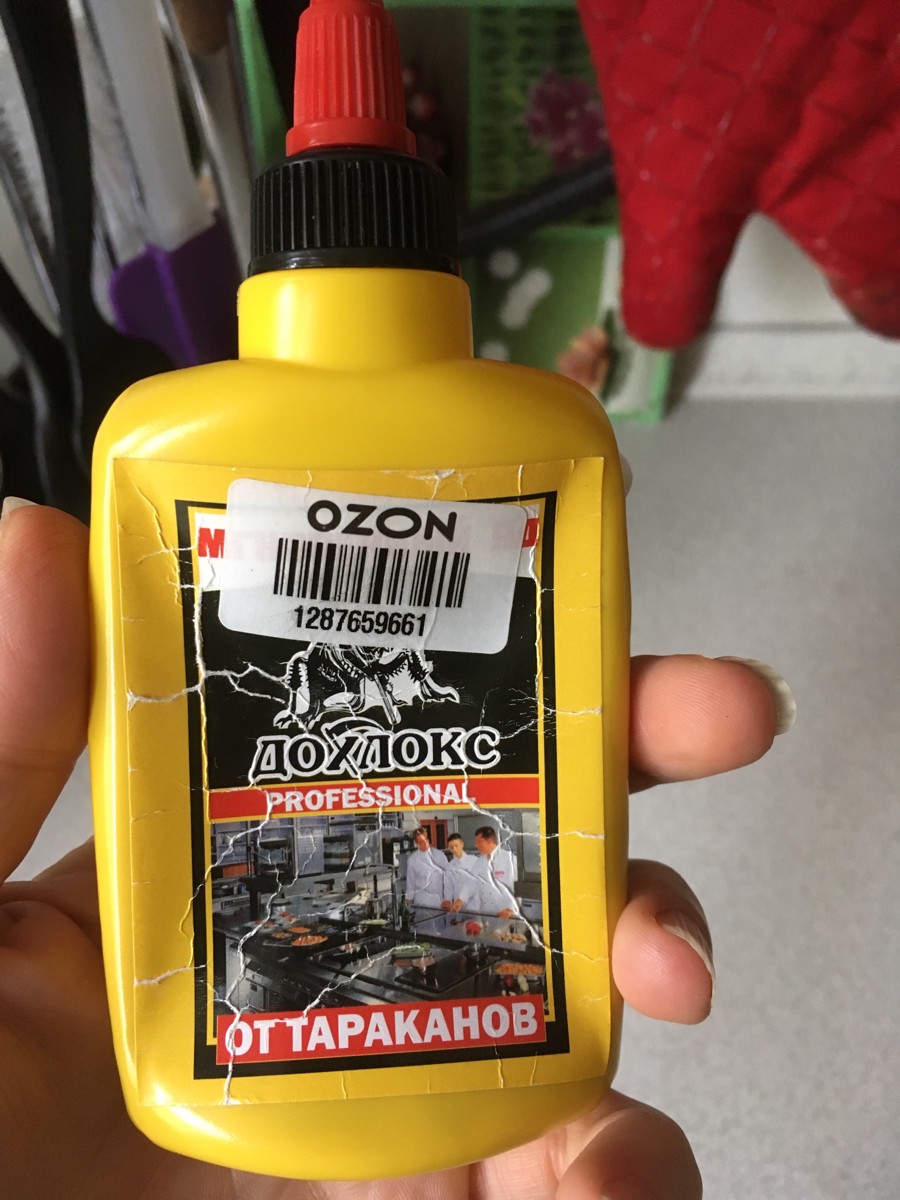 OZON
1287659661
ДОХЛОКС
PROFESSIONAL
ОТ ТАРАКАНОВ